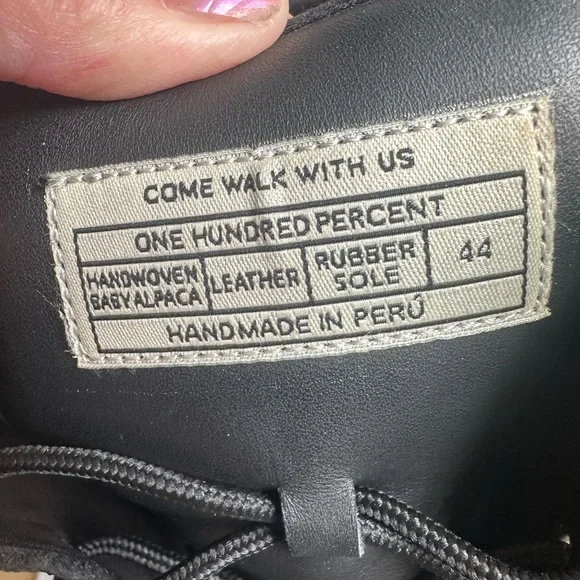 COME WALK WITH US
ONE HUNDRED PERCENT
HANDWOVEN
BABY ALPACA
LEATHER
RUBBER
SOLE
44
HANDMADE IN PERÚ